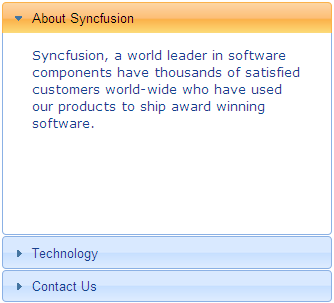 About Syncfusion
Syncfusion, a world leader in software
components have thousands of satisfied
customers world-wide who have used
our products to ship award winning
software.
Technology
Contact Us